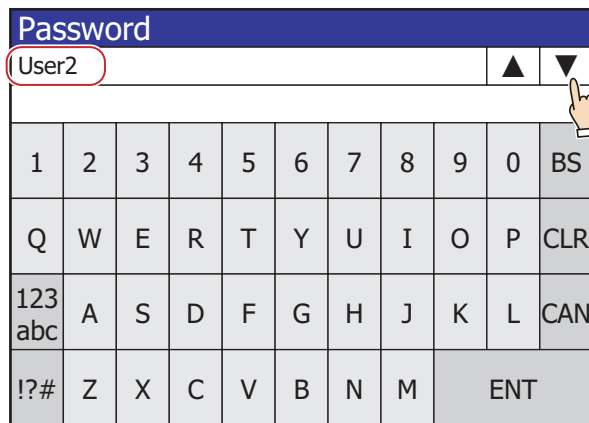 Password
User2 ▲ ▼
1 2 3 4 5 6 7 8 9 0 BS
Q W E R T Y U I O P CLR
123 abc A S D F G H J K L CAN
!?# Z X C V B N M ENT